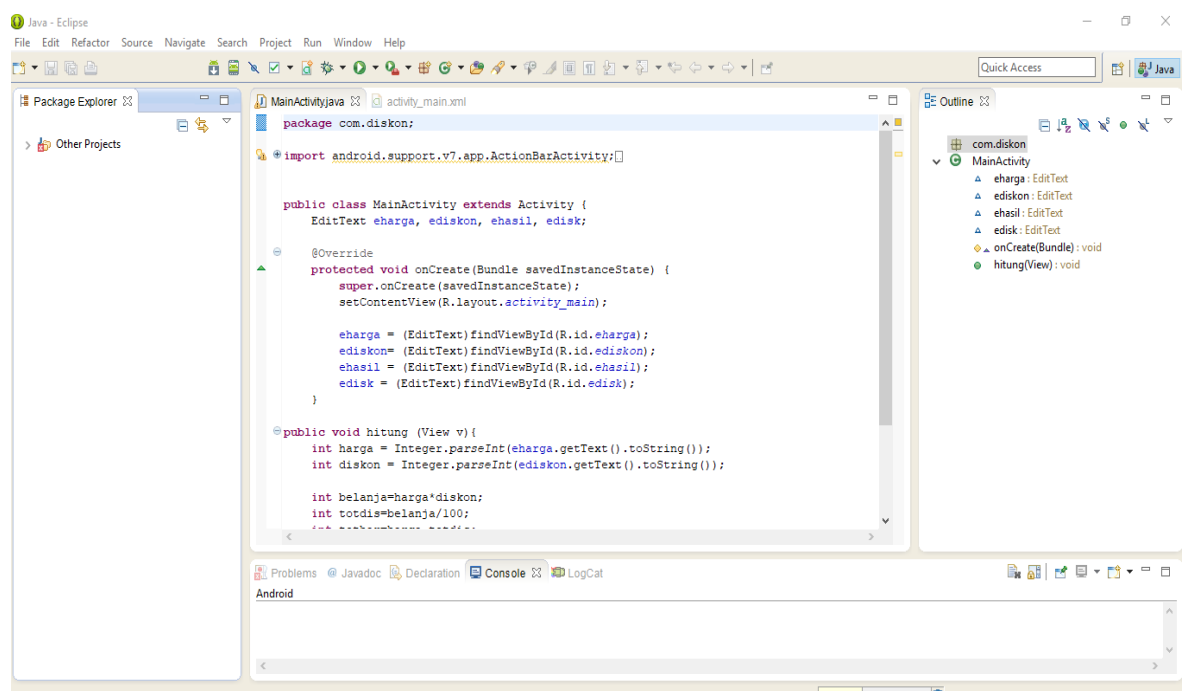 Java - Eclipse
File Edit Refactor Source Navigate Search Project Run Window Help
Quick Access
Java
Package Explorer
Other Projects
MainActivity.java
activity_main.xml
package com.diskon;
import android.support.v7.app.ActionBarActivity;
public class MainActivity extends Activity {
EditText eharga, ediskon, ehasil, edisk;
@Override
protected void onCreate(Bundle savedInstanceState) {
super.onCreate(savedInstanceState);
setContentView(R.layout.activity_main);
eharga = (EditText)findViewById(R.id.eharga);
ediskon= (EditText)findViewById(R.id.ediskon);
ehasil = (EditText)findViewById(R.id.ehasil);
edisk = (EditText)findViewById(R.id.edisk);
}
public void hitung (View v){
int harga = Integer.parseInt(eharga.getText().toString());
int diskon = Integer.parseInt(ediskon.getText().toString());
int belanja=harga*diskon;
int totdis=belanja/100;
Outline
com.diskon
MainActivity
eharga : EditText
ediskon : EditText
ehasil : EditText
edisk : EditText
onCreate(Bundle) : void
hitung(View) : void
Problems @ Javadoc Declaration Console LogCat
Android